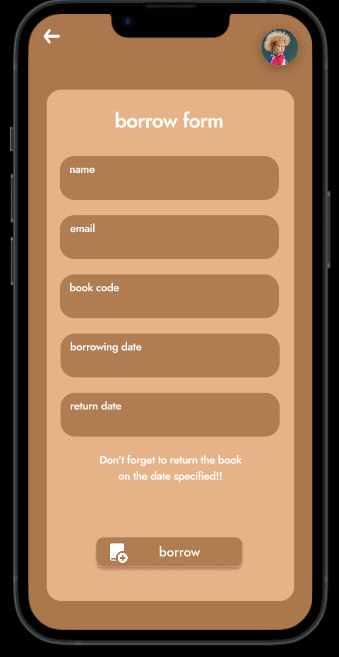 borrow form
name
email
book code
borrowing date
return date
Don't forget to return the book
on the date specified!!
borrow